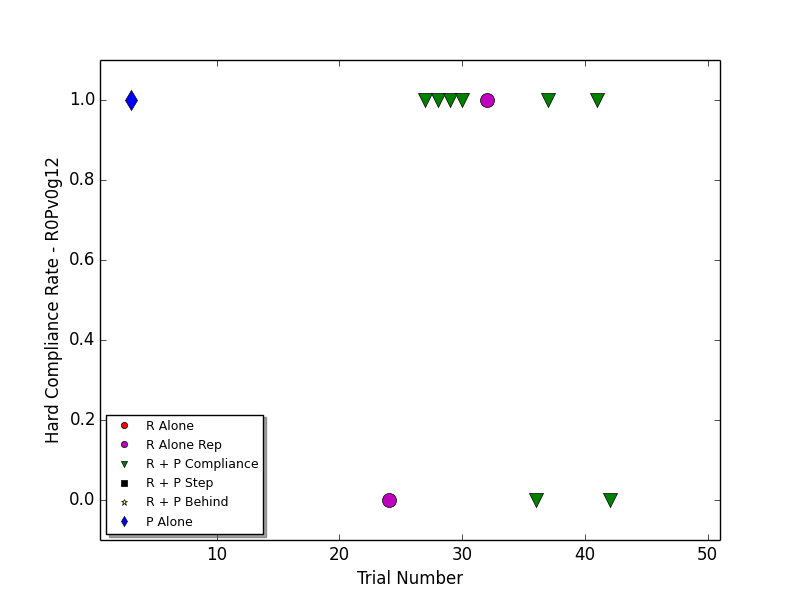 1.0
0.8
0.6
0.4
0.2
0.0
Hard Compliance Rate - R0Pv0g12
R Alone
R Alone Rep
R + P Compliance
R + P Step
R + P Behind
P Alone
10 20 30 40 50
Trial Number